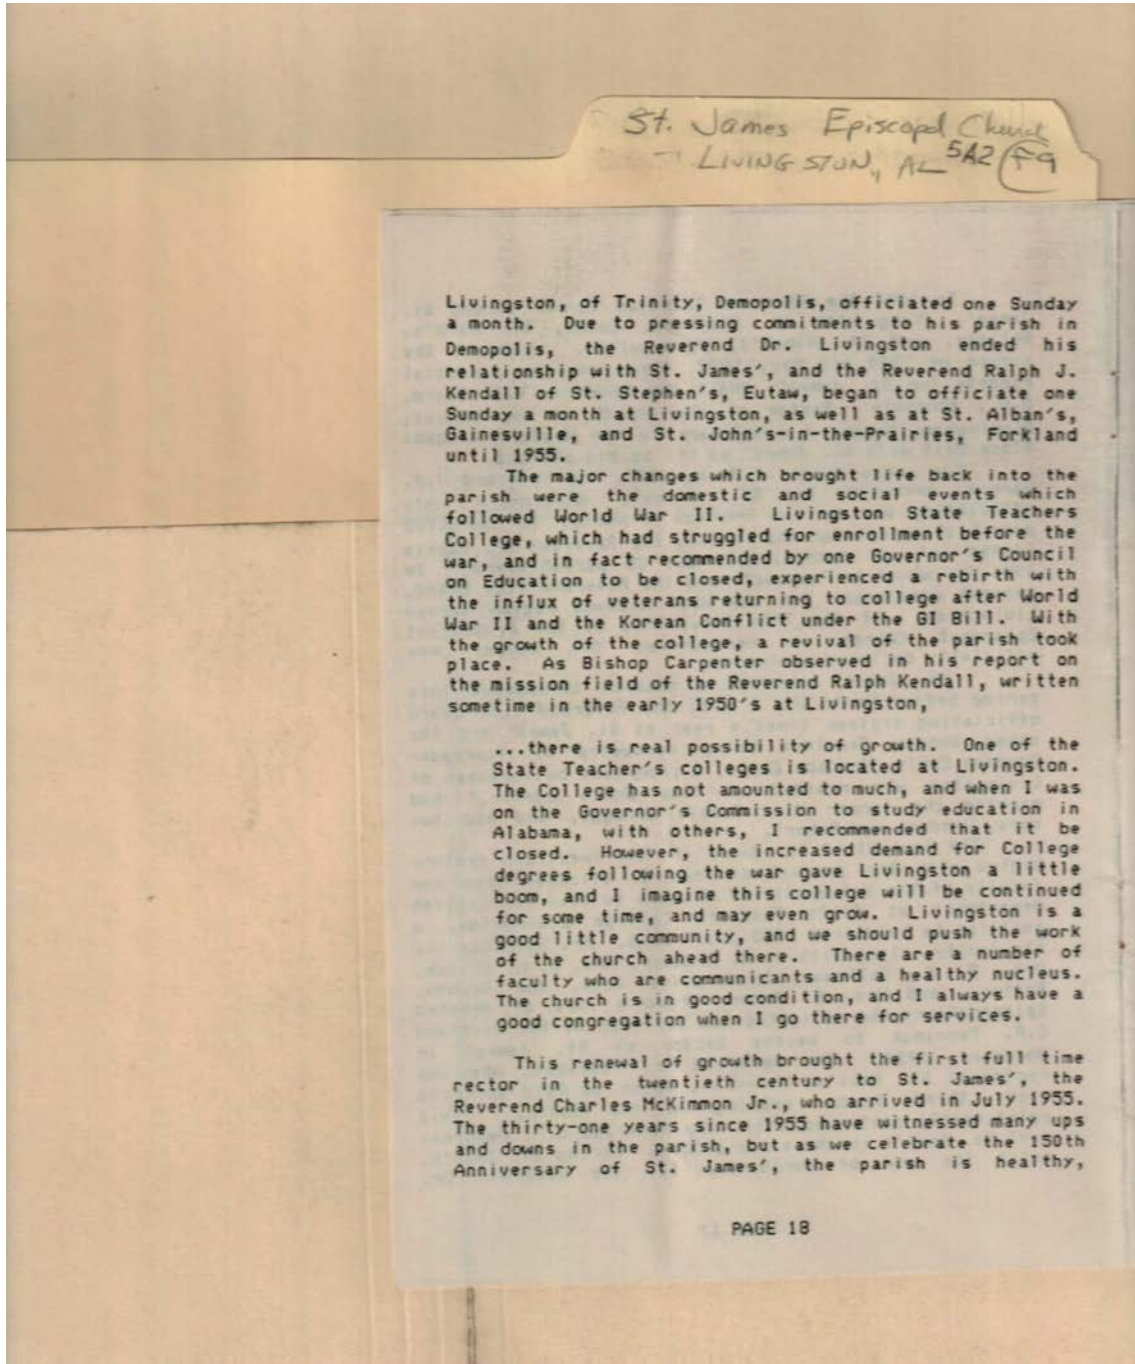 St. James Episcopal Church
- LIVINGSTON, AL 5A2 F9
Livingston, of Trinity, Demopolis, officiated one Sunday
a month. Due to pressing commitments to his parish in
Demopolis, the Reverend Dr. Livingston ended his
relationship with St. James', and the Reverend Ralph J.
Kendall of St. Stephen's, Eutaw, began to officiate one
Sunday a month at Livingston, as well as at St. Alban's,
Gainesville, and St. John's-in-the-Prairies, Forkland
until 1955.
The major changes which brought life back into the
parish were the domestic and social events which
followed World War II. Livingston State Teachers
College, which had struggled for enrollment before the
war, and in fact recommended by one Governor's Council
on Education to be closed, experienced a rebirth with
the influx of veterans returning to college after World
War II and the Korean Conflict under the GI Bill. With
the growth of the college, a revival of the parish took
place. As Bishop Carpenter observed in his report on
the mission field of the Reverend Ralph Kendall, written
sometime in the early 1950's at Livingston,
...there is real possibility of growth. One of the
State Teacher's colleges is located at Livingston.
The College has not amounted to much, and when I was
on the Governor's Commission to study education in
Alabama, with others, I recommended that it be
closed. However, the increased demand for College
degrees following the war gave Livingston a little
boom, and I imagine this college will be continued
for some time, and may even grow. Livingston is a
good little community, and we should push the work
of the church ahead there. There are a number of
faculty who are communicants and a healthy nucleus.
The church is in good condition, and I always have a
good congregation when I go there for services.
This renewal of growth brought the first full time
rector in the twentieth century to St. James', the
Reverend Charles McKimmon Jr., who arrived in July 1955.
The thirty-one years since 1955 have witnessed many ups
and downs in the parish, but as we celebrate the 150th
Anniversary of St. James', the parish is healthy,
PAGE 18